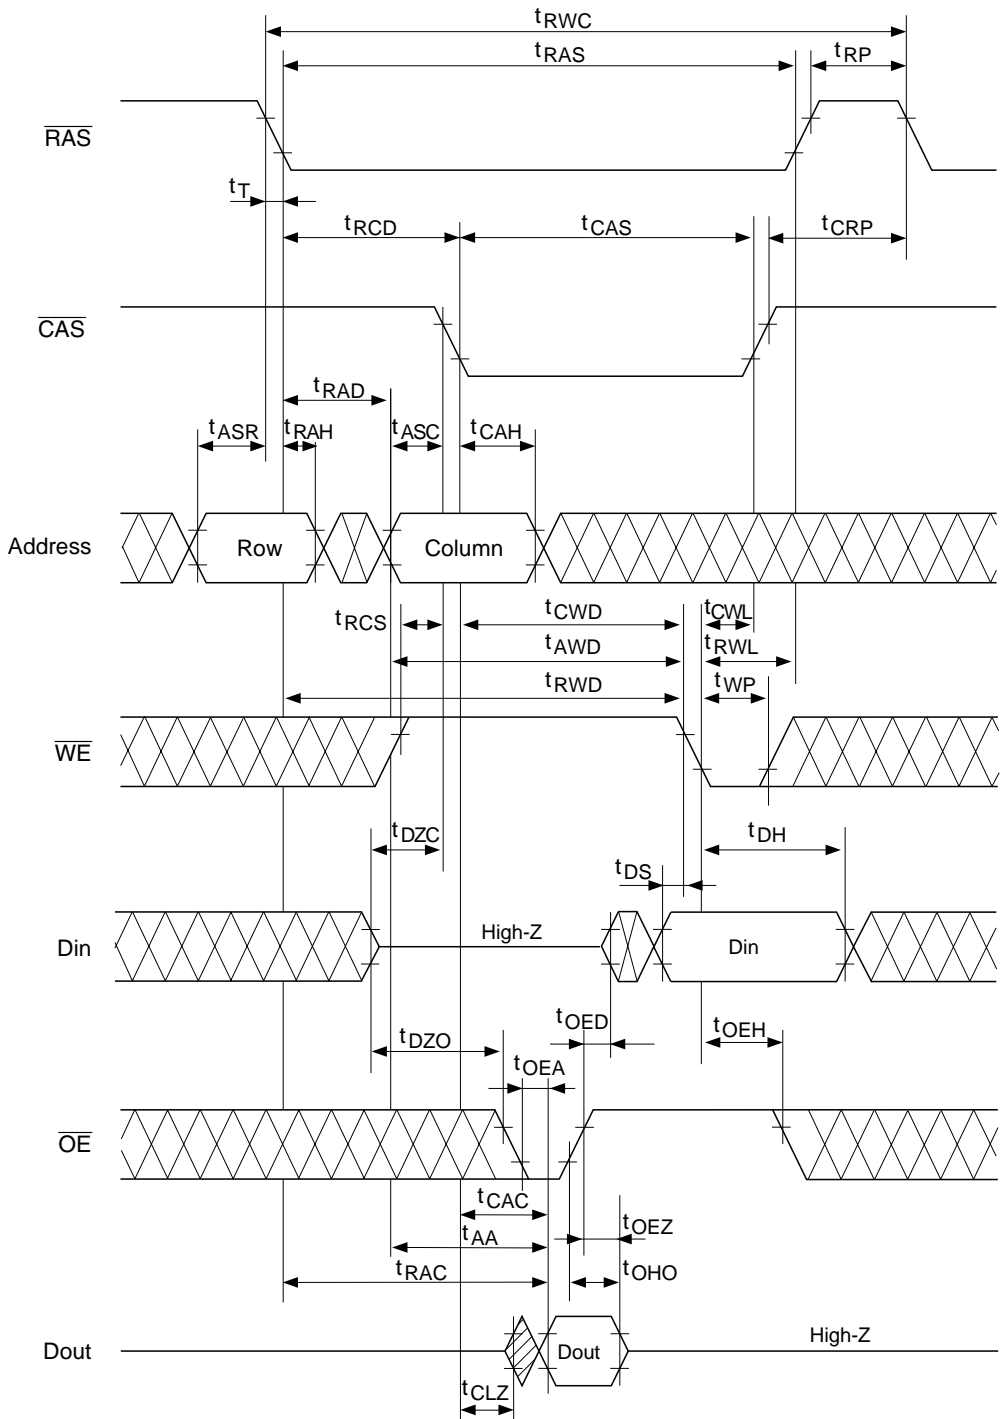 tRWC
tRAS
tRP
RAS
tT
tRCD
tCAS
tCRP
CAS
tRAD
tASR
tRAH
tASC
tCAH
Address
Row
Column
tRCS
tCWD
tCWL
tAWD
tRWL
tRWD
tWP
WE
tDZC
tDH
tDS
Din
High-Z
Din
tDZO
tOED
tOEH
tOEA
OE
tCAC
tAA
tOEZ
tRAC
tOHO
Dout
Dout
High-Z
tCLZ